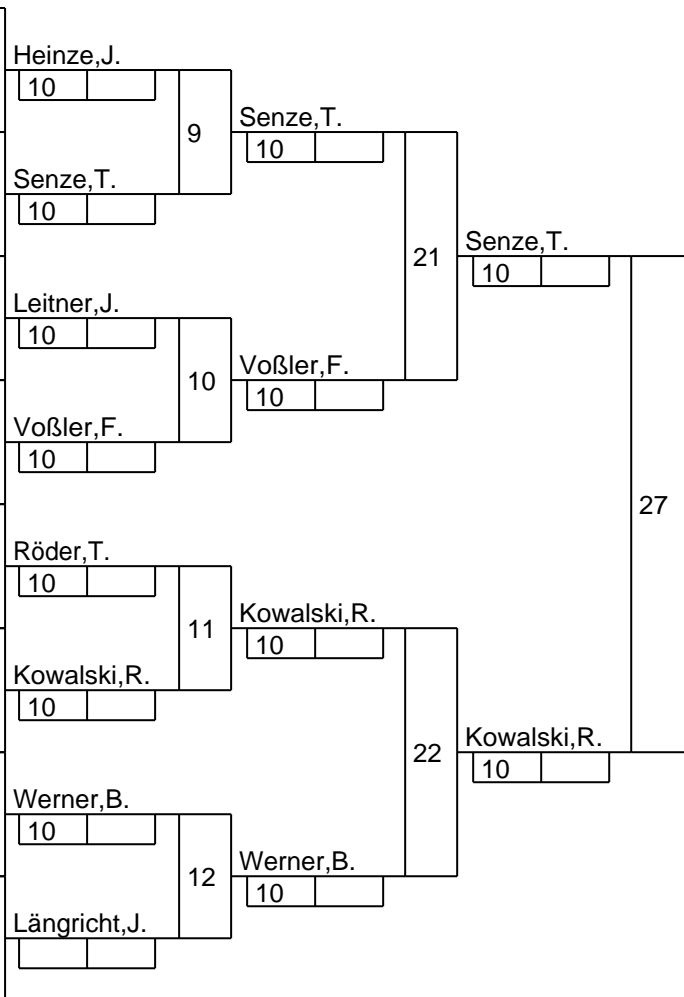 Heinze,J.
10
9
Senze,T.
10
Senze,T.
10
21
Senze,T.
10
Leitner,J.
10
10
Voßler,F.
10
Voßler,F.
10
27
Röder,T.
10
11
Kowalski,R.
10
Kowalski,R.
10
22
Kowalski,R.
10
Werner,B.
10
12
Werner,B.
10
Längricht,J.